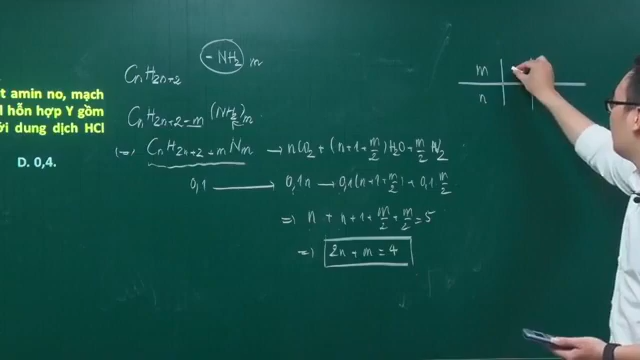 - NH₂ m
CnH2n+2
t amin no, mạch
l hỗn hợp Y gồm
ới dung dịch HCl
D. 0,4.
CnH2n+2-m (NH₂)m
(=) CnH2n+2+mNm → nCO₂ + (n+1+m/2)H₂O + m/2 N₂
0,1 → 0,1n → 0,1(n+1+m/2) + 0,1 m/2
=> n + n+1+m/2+m/2=5
=> 2n+m=4
m
n